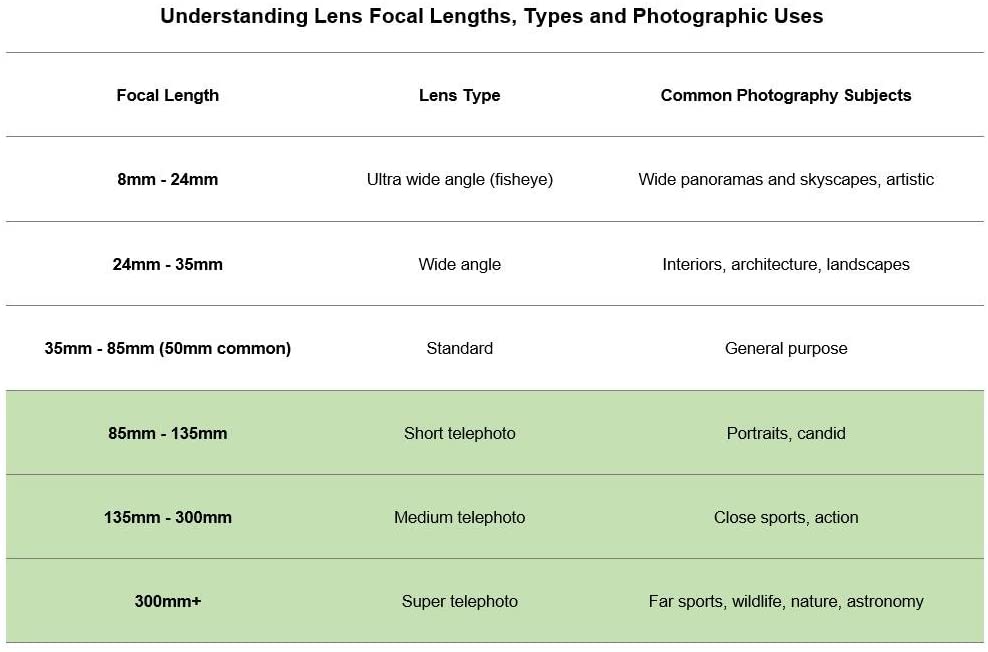 Understanding Lens Focal Lengths, Types and Photographic Uses
Focal Length Lens Type Common Photography Subjects
8mm - 24mm Ultra wide angle (fisheye) Wide panoramas and skyscapes, artistic
24mm - 35mm Wide angle Interiors, architecture, landscapes
35mm - 85mm (50mm common) Standard General purpose
85mm - 135mm Short telephoto Portraits, candid
135mm - 300mm Medium telephoto Close sports, action
300mm+ Super telephoto Far sports, wildlife, nature, astronomy